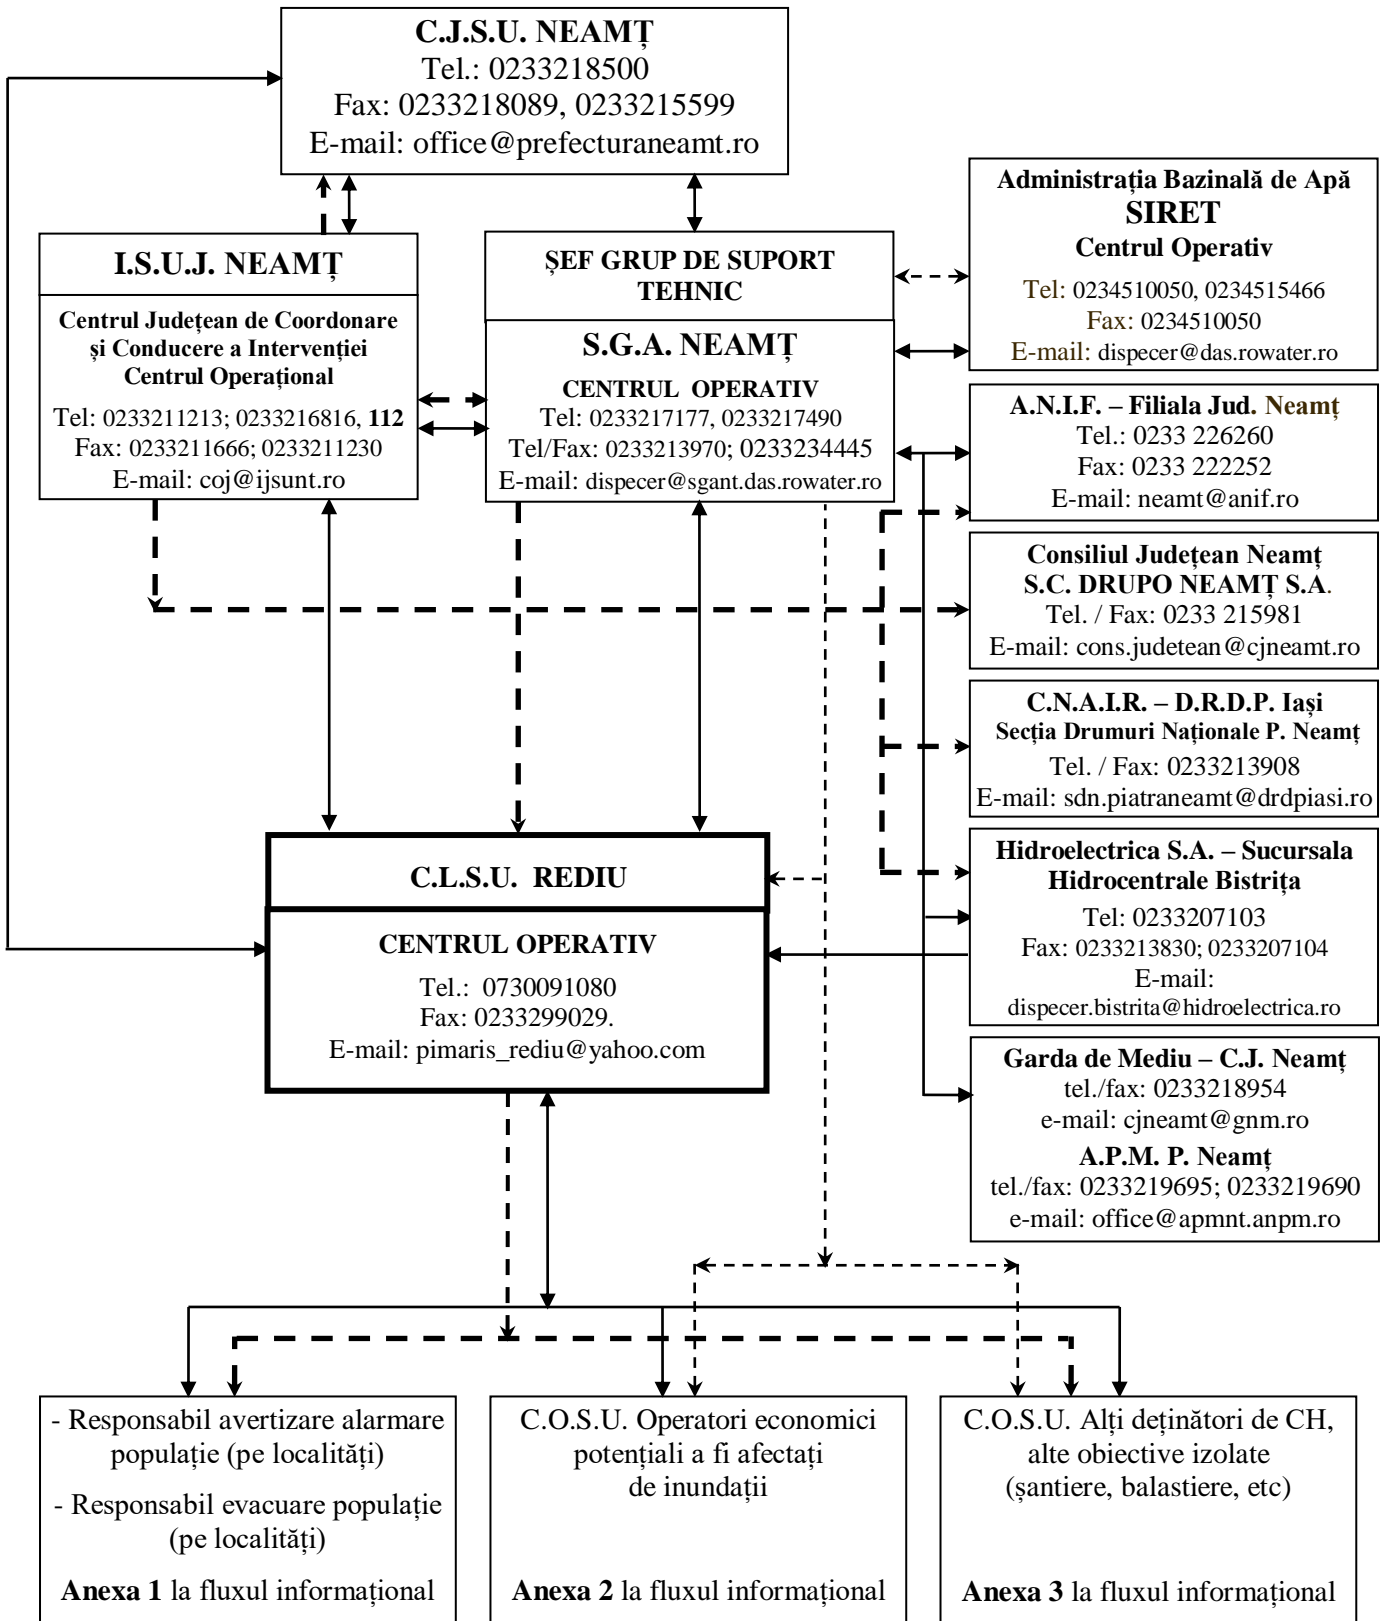 C.J.S.U. NEAMȚ
Tel.: 0233218500
Fax: 0233218089, 0233215599
E-mail: office@prefecturaneamt.ro
I.S.U.J. NEAMȚ
Centrul Județean de Coordonare
și Conducere a Intervenției
Centrul Operațional
Tel: 0233211213; 0233216816, 112
Fax: 0233211666; 0233211230
E-mail: coj@ijsunt.ro
ȘEF GRUP DE SUPORT
TEHNIC
S.G.A. NEAMȚ
CENTRUL OPERATIV
Tel: 0233217177, 0233217490
Tel/Fax: 0233213970; 0233234445
E-mail: dispecer@sgant.das.rowater.ro
Administrația Bazinală de Apă
SIRET
Centrul Operativ
Tel: 0234510050, 0234515466
Fax: 0234510050
E-mail: dispecer@das.rowater.ro
A.N.I.F. – Filiala Jud. Neamț
Tel.: 0233 226260
Fax: 0233 222252
E-mail: neamt@anif.ro
Consiliul Județean Neamț
S.C. DRUPO NEAMȚ S.A.
Tel. / Fax: 0233 215981
E-mail: cons.judetean@cjneamt.ro
C.N.A.I.R. – D.R.D.P. Iași
Secția Drumuri Naționale P. Neamț
Tel. / Fax: 0233213908
E-mail: sdn.piatraneamt@drdpiasi.ro
Hidroelectrica S.A. – Sucursala
Hidrocentrale Bistrița
Tel: 0233207103
Fax: 0233213830; 0233207104
E-mail:
dispecer.bistrita@hidroelectrica.ro
Garda de Mediu – C.J. Neamț
tel./fax: 0233218954
e-mail: cjneamt@gnm.ro
A.P.M. P. Neamț
tel./fax: 0233219695; 0233219690
e-mail: office@apmnt.anpm.ro
C.L.S.U. REDIU
CENTRUL OPERATIV
Tel.: 0730091080
Fax: 0233299029.
E-mail: pimaris_rediu@yahoo.com
- Responsabil avertizare alarmare
populație (pe localități)
- Responsabil evacuare populație
(pe localități)
Anexa 1 la fluxul informațional
C.O.S.U. Operatori economici
potențiali a fi afectați
de inundații
Anexa 2 la fluxul informațional
C.O.S.U. Alți deținători de CH,
alte obiective izolate
(șantiere, balastiere, etc)
Anexa 3 la fluxul informațional